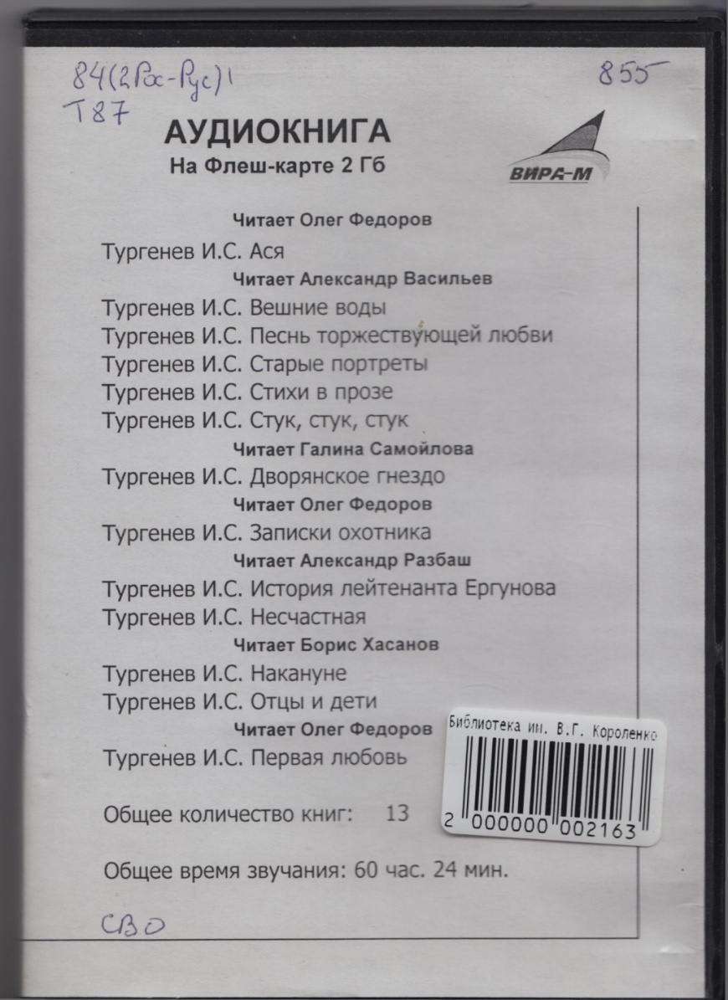 84(2Рос-Рус)1
855
Т87
АУДИОКНИГА
На Флеш-карте 2 Гб
ВИРА-М
Читает Олег Федоров
Тургенев И.С. Ася
Читает Александр Васильев
Тургенев И.С. Вешние воды
Тургенев И.С. Песнь торжествующей любви
Тургенев И.С. Старые портреты
Тургенев И.С. Стихи в прозе
Тургенев И.С. Стук, стук, стук
Читает Галина Самойлова
Тургенев И.С. Дворянское гнездо
Читает Олег Федоров
Тургенев И.С. Записки охотника
Читает Александр Разбаш
Тургенев И.С. История лейтенанта Ергунова
Тургенев И.С. Несчастная
Читает Борис Хасанов
Тургенев И.С. Накануне
Тургенев И.С. Отцы и дети
Читает Олег Федоров
Тургенев И.С. Первая любовь
Библиотека им. В.Г. Короленко
2 000000 002163
Общее количество книг: 13
Общее время звучания: 60 час. 24 мин.
СВО